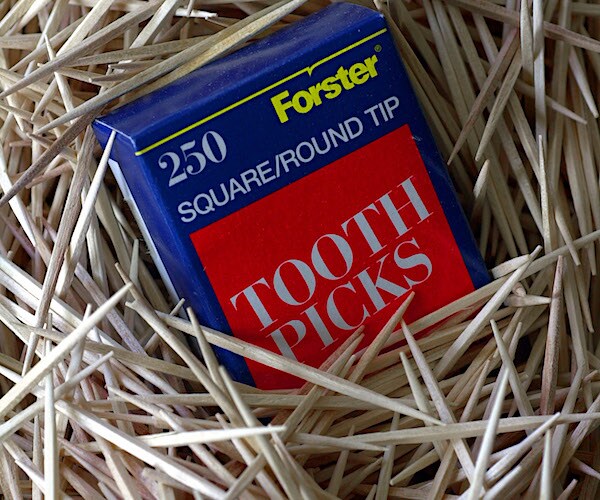 Forster®
250
SQUARE/ROUND TIP
TOOTH
PICKS